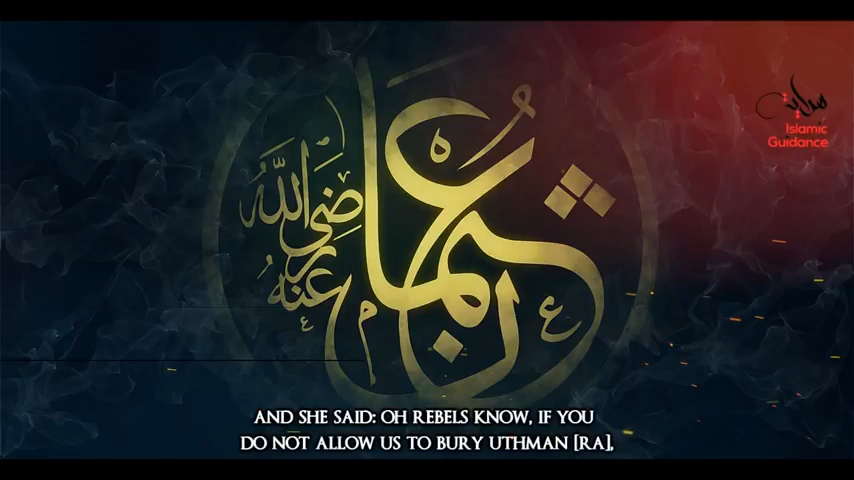 عثمان
رضي الله عنه
هداية
Islamic
Guidance
AND SHE SAID: OH REBELS KNOW, IF YOU
DO NOT ALLOW US TO BURY UTHMAN [RA],